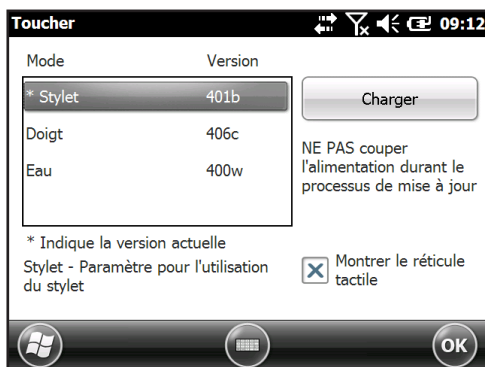 Toucher 09:12
Mode Version
* Stylet 401b
Doigt 406c
Eau 400w
* Indique la version actuelle
Stylet - Paramètre pour l'utilisation
du stylet
Charger
NE PAS couper
l'alimentation durant le
processus de mise à jour
Montrer le réticule
tactile
OK